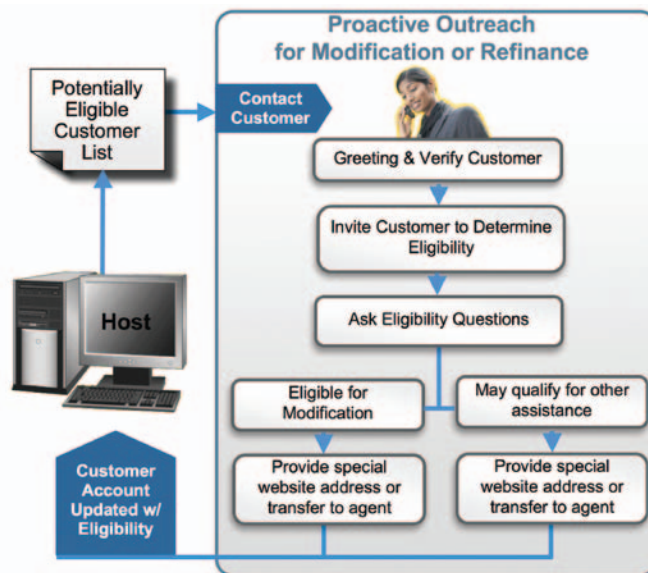 Proactive Outreach
for Modification or Refinance
Potentially
Eligible
Customer
List
Contact
Customer
Greeting & Verify Customer
Invite Customer to Determine
Eligibility
Ask Eligibility Questions
Host
Eligible for
Modification
May qualify for other
assistance
Provide special
website address or
transfer to agent
Provide special
website address or
transfer to agent
Customer
Account
Updated w/
Eligibility